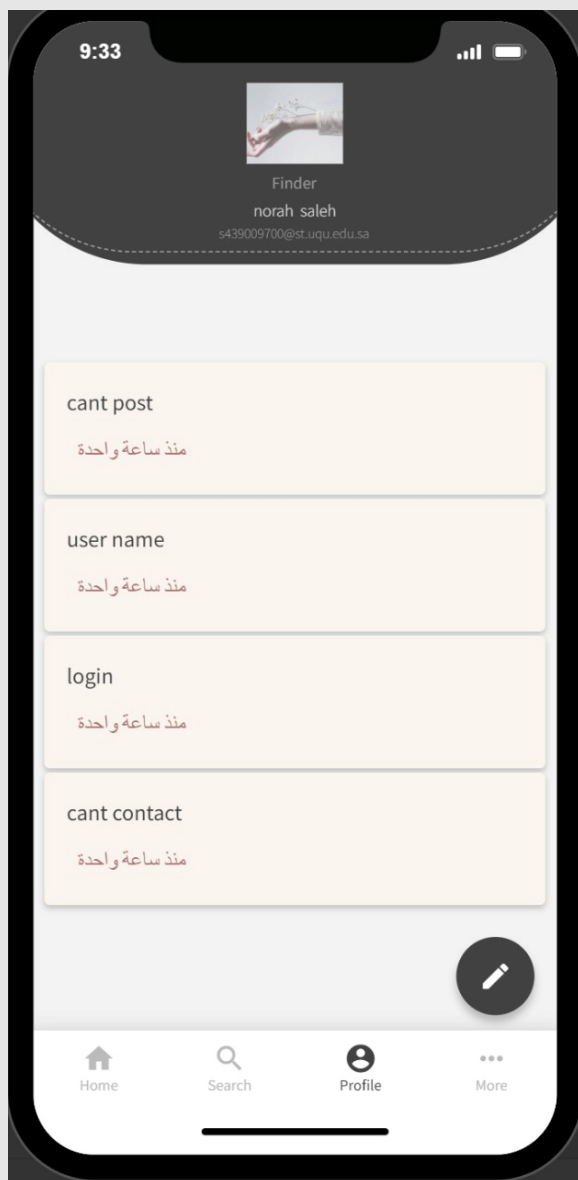 9:33
Finder
norah saleh
s439009700@st.uqu.edu.sa
cant post
منذ ساعة واحدة
user name
منذ ساعة واحدة
login
منذ ساعة واحدة
cant contact
منذ ساعة واحدة
Home Search Profile More